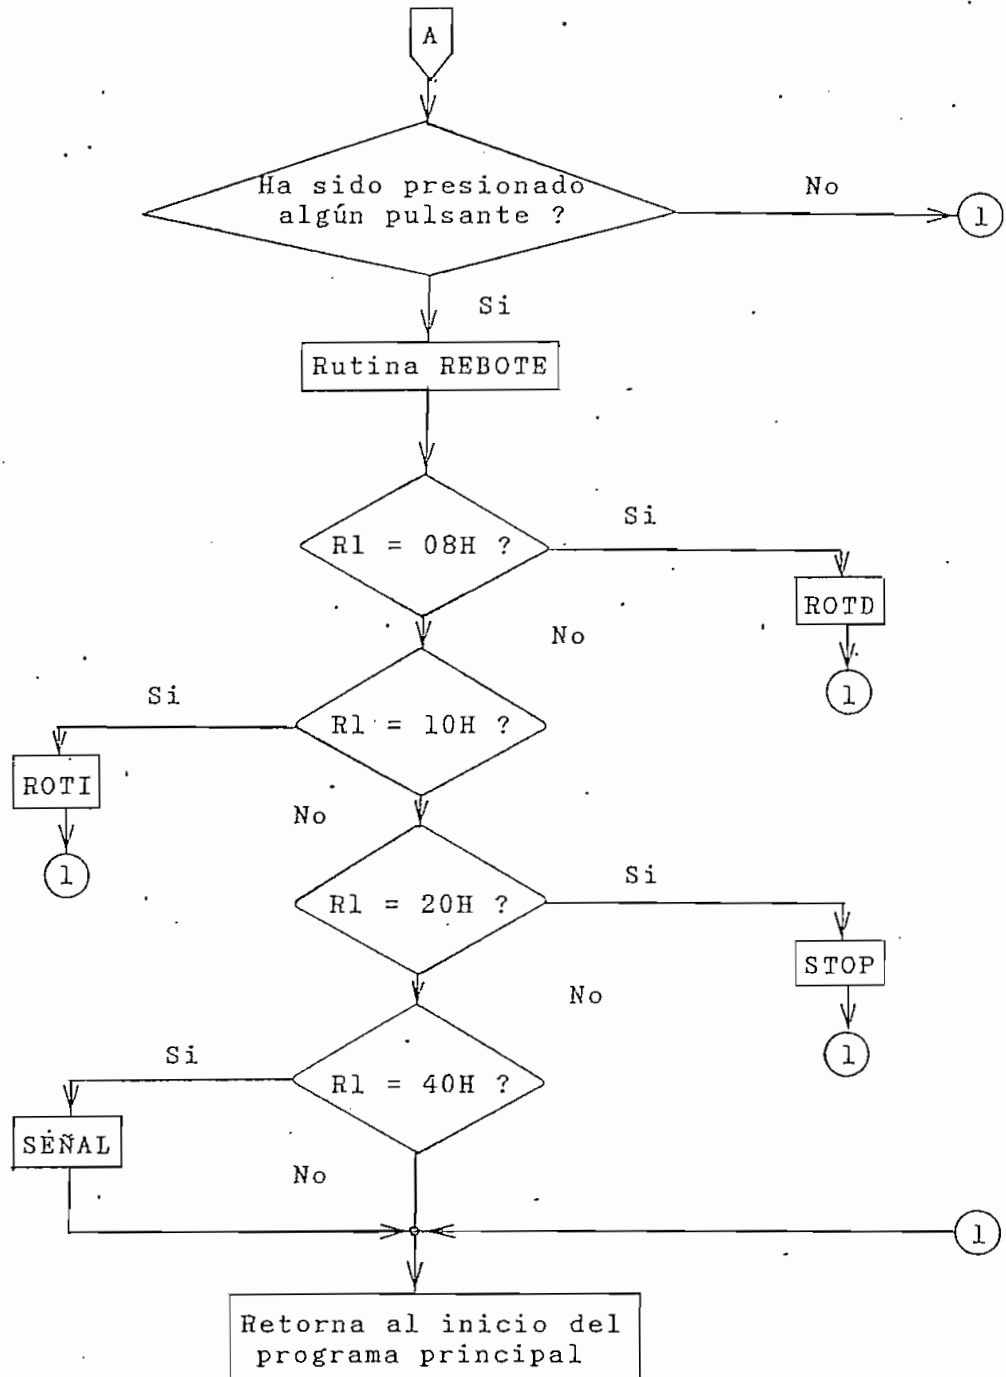 A
Ha sido presionado
algún pulsante ?
No
1
Si
Rutina REBOTE
Si
R1 = 08H ?
ROTD
No
1
Si
R1 = 10H ?
ROTI
No
1
Si
R1 = 20H ?
STOP
No
1
Si
R1 = 40H ?
SEÑAL
No
1
Retorna al inicio del
programa principal